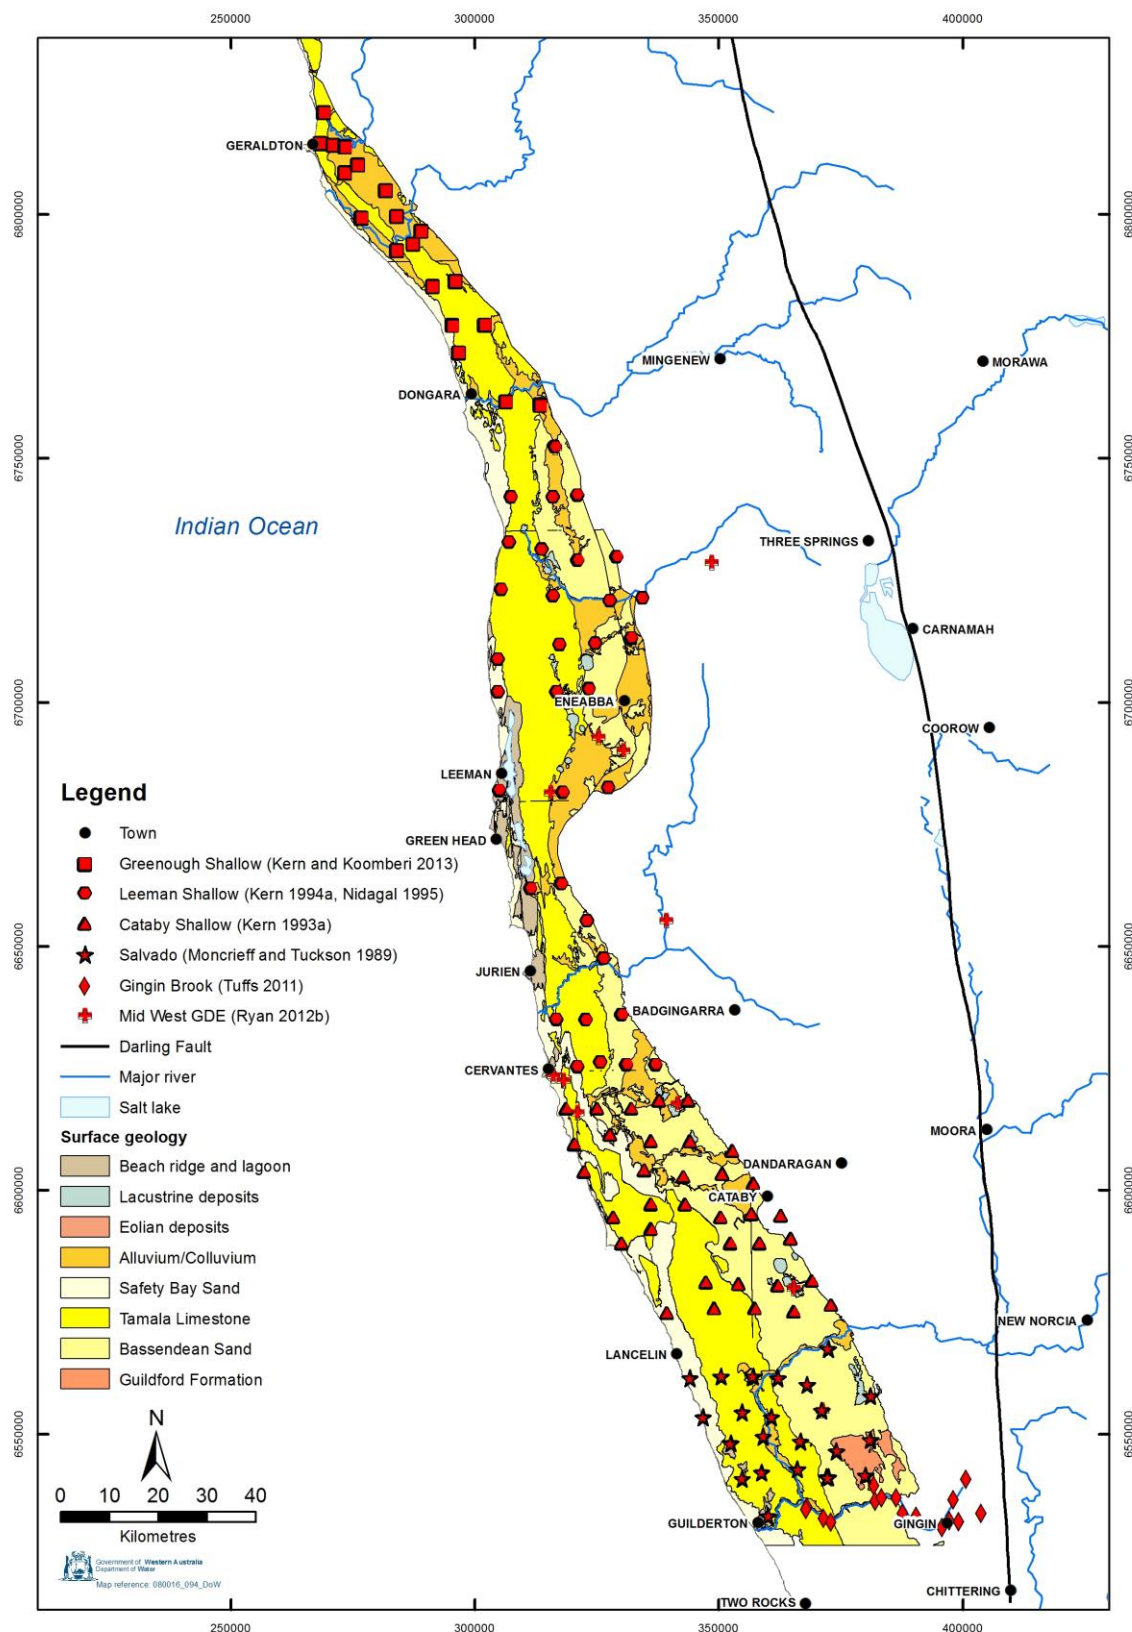 250000
300000
350000
400000
6800000
6800000
6750000
6750000
6700000
6700000
6650000
6650000
6600000
6600000
6550000
6550000
GERALDTON
MINGENEW
MORAWA
DONGARA
Indian Ocean
THREE SPRINGS
CARNAMAH
ENEABBA
COOROW
LEEMAN
GREEN HEAD
JURIEN
BADGINGARRA
CERVANTES
MOORA
DANDARAGAN
CATABY
NEW NORCIA
LANCELIN
GUILDERTON
GINGIN
CHITTERING
TWO ROCKS
Legend
Town
Greenough Shallow (Kern and Koomberi 2013)
Leeman Shallow (Kern 1994a, Nidagal 1995)
Cataby Shallow (Kern 1993a)
Salvado (Moncrieff and Tuckson 1989)
Gingin Brook (Tuffs 2011)
Mid West GDE (Ryan 2012b)
Darling Fault
Major river
Salt lake
Surface geology
Beach ridge and lagoon
Lacustrine deposits
Eolian deposits
Alluvium/Colluvium
Safety Bay Sand
Tamala Limestone
Bassendean Sand
Guildford Formation
N
0 10 20 30 40
Kilometres
Government of Western Australia
Department of Water
Map reference: 080016_094_DoW
250000
300000
350000
400000